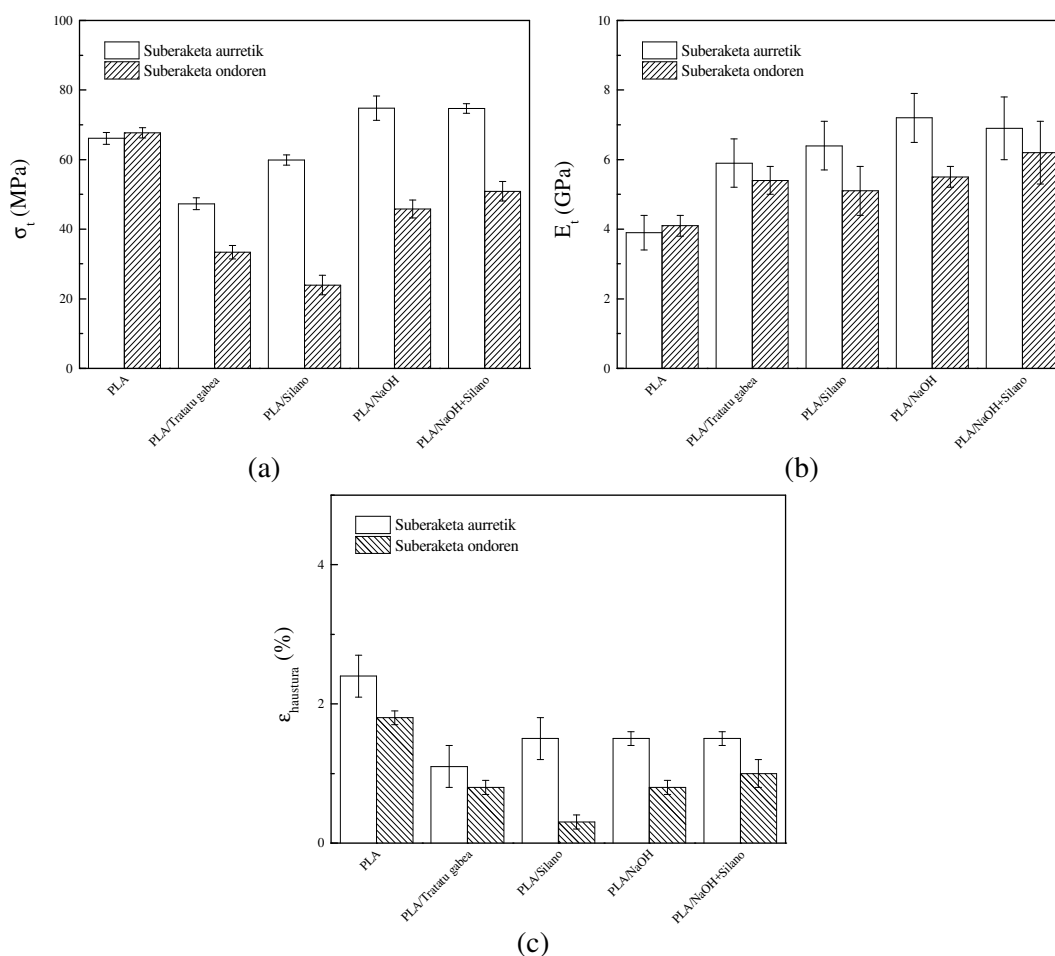 100
80
60
40
20
0
σt (MPa)
Suberaketa aurretik
Suberaketa ondoren
PLA
PLA/Tratatu gabea
PLA/Silano
PLA/NaOH
PLA/NaOH+Silano
(a)
10
8
6
4
2
0
Et (GPa)
Suberaketa aurretik
Suberaketa ondoren
PLA
PLA/Tratatu gabea
PLA/Silano
PLA/NaOH
PLA/NaOH+Silano
(b)
4
2
0
εhaustura (%)
Suberaketa aurretik
Suberaketa ondoren
PLA
PLA/Tratatu gabea
PLA/Silano
PLA/NaOH
PLA/NaOH+Silano
(c)